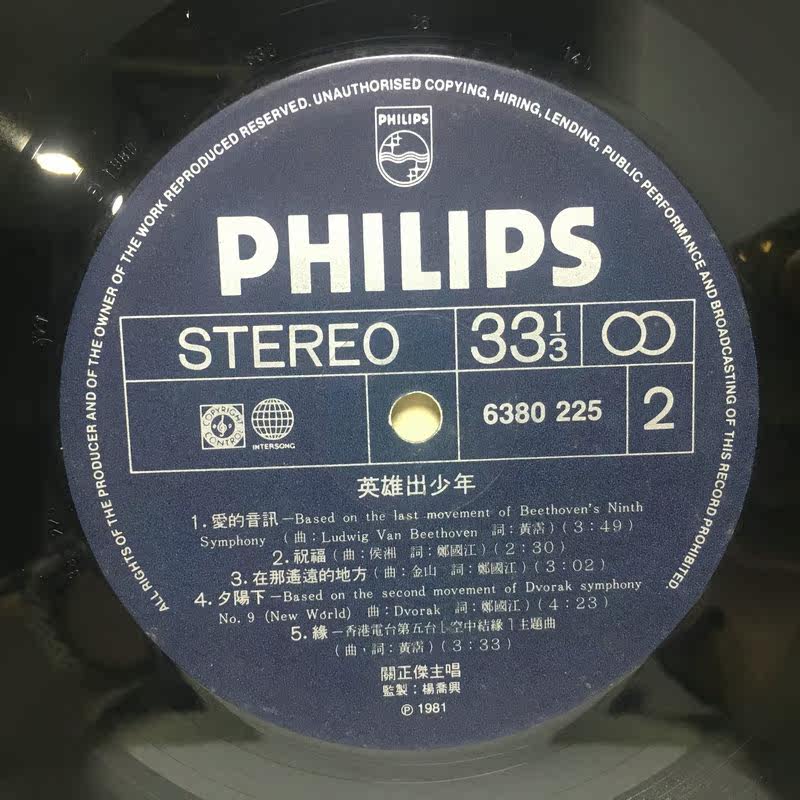 ALL RIGHTS OF THE PRODUCER AND OF THE OWNER OF THE WORK REPRODUCED RESERVED. UNAUTHORISED COPYING, HIRING, LENDING, PUBLIC PERFORMANCE AND BROADCASTING OF THIS RECORD PROHIBITED.
PHILIPS
PHILIPS
STEREO 33 1/3
COPYRIGHT CONTROL
INTERSONG
6380 225 2
英雄出少年
1. 愛的音訊—Based on the last movement of Beethoven's Ninth
Symphony (曲：Ludwig Van Beethoven 詞：黃霑)(3:49)
2. 祝福(曲：侯湘 詞：鄭國江)(2:30)
3. 在那遙遠的地方(曲：金山 詞：鄭國江)(3:02)
4. 夕陽下—Based on the second movement of Dvorak symphony
No. 9 (New World) 曲：Dvorak 詞：鄭國江)(4:23)
5. 緣—香港電台第五台「空中結緣」主題曲
(曲、詞：黃霑)(3:33)
關正傑主唱
監製：楊喬興
℗ 1981